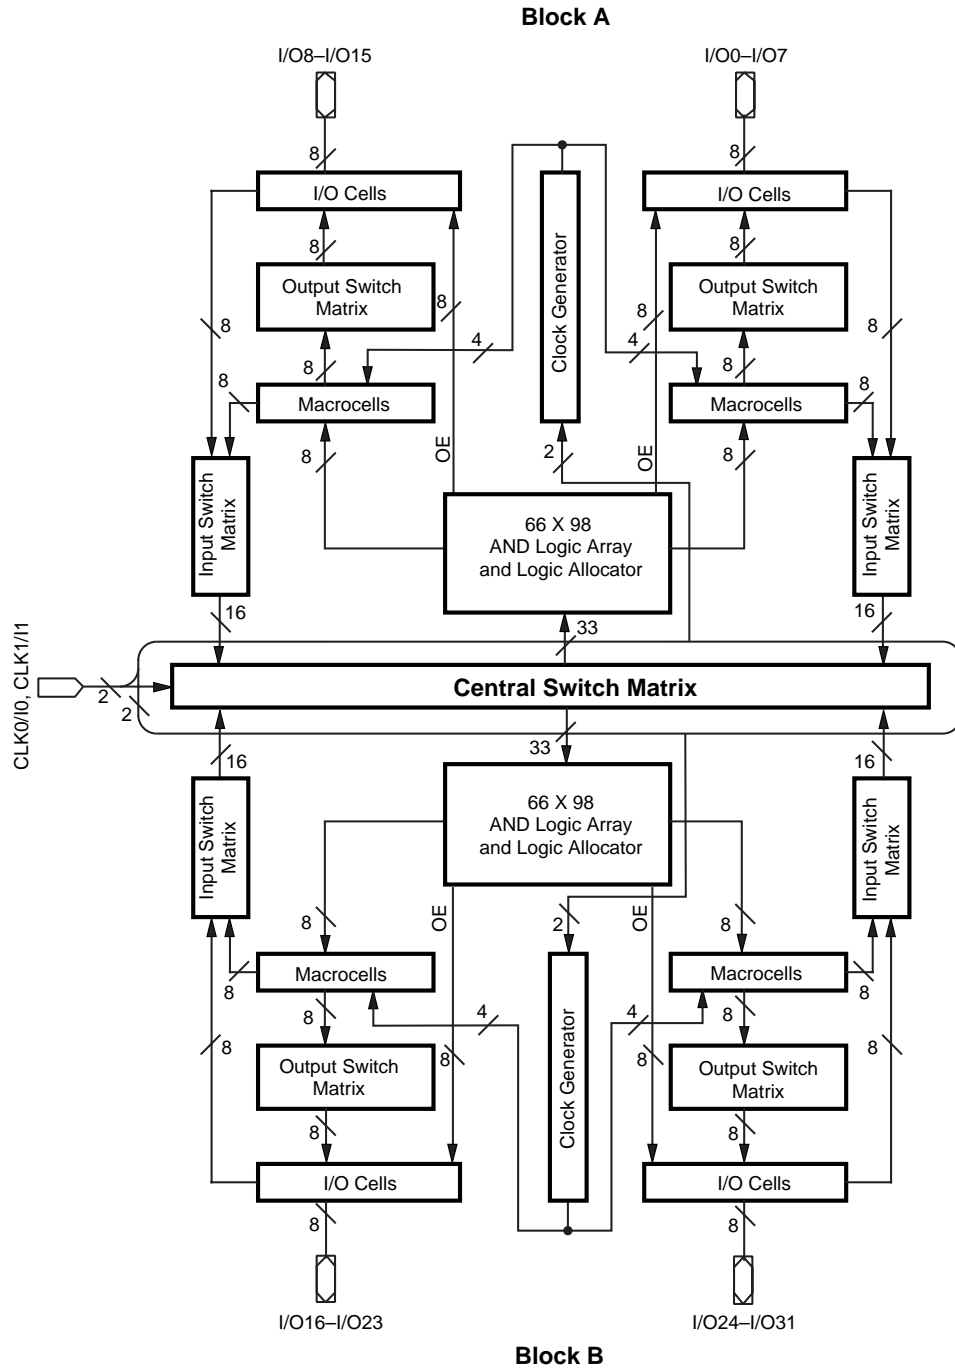 Block A
I/O8–I/O15
I/O0–I/O7
8
8
I/O Cells
I/O Cells
8
8
Output Switch
Matrix
Clock Generator
Output Switch
Matrix
8
8
8
8
4
4
8
8
8
8
Macrocells
Macrocells
8
OE
2
OE
8
Input Switch
Matrix
66 X 98
AND Logic Array
and Logic Allocator
Input Switch
Matrix
16
33
16
CLK0/I0, CLK1/I1
2
2
Central Switch Matrix
16
33
16
Input Switch
Matrix
66 X 98
AND Logic Array
and Logic Allocator
Input Switch
Matrix
8
OE
2
OE
8
Macrocells
Macrocells
8
8
8
8
4
4
8
8
8
8
Output Switch
Matrix
Clock Generator
Output Switch
Matrix
8
8
I/O Cells
I/O Cells
8
8
I/O16–I/O23
I/O24–I/O31
Block B